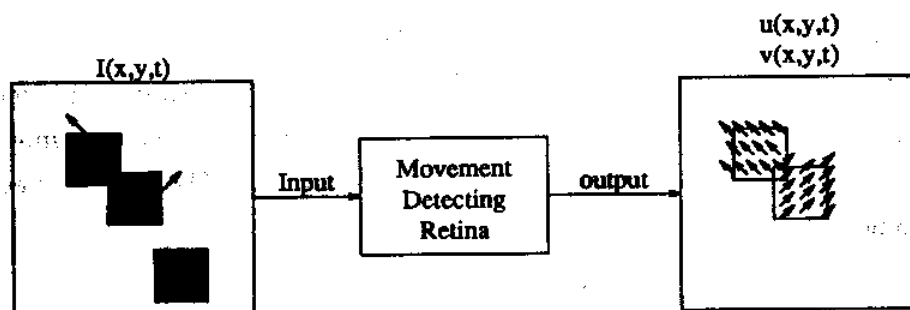 I(x,y,t)
Input
Movement
Detecting
Retina
output
u(x,y,t)
v(x,y,t)